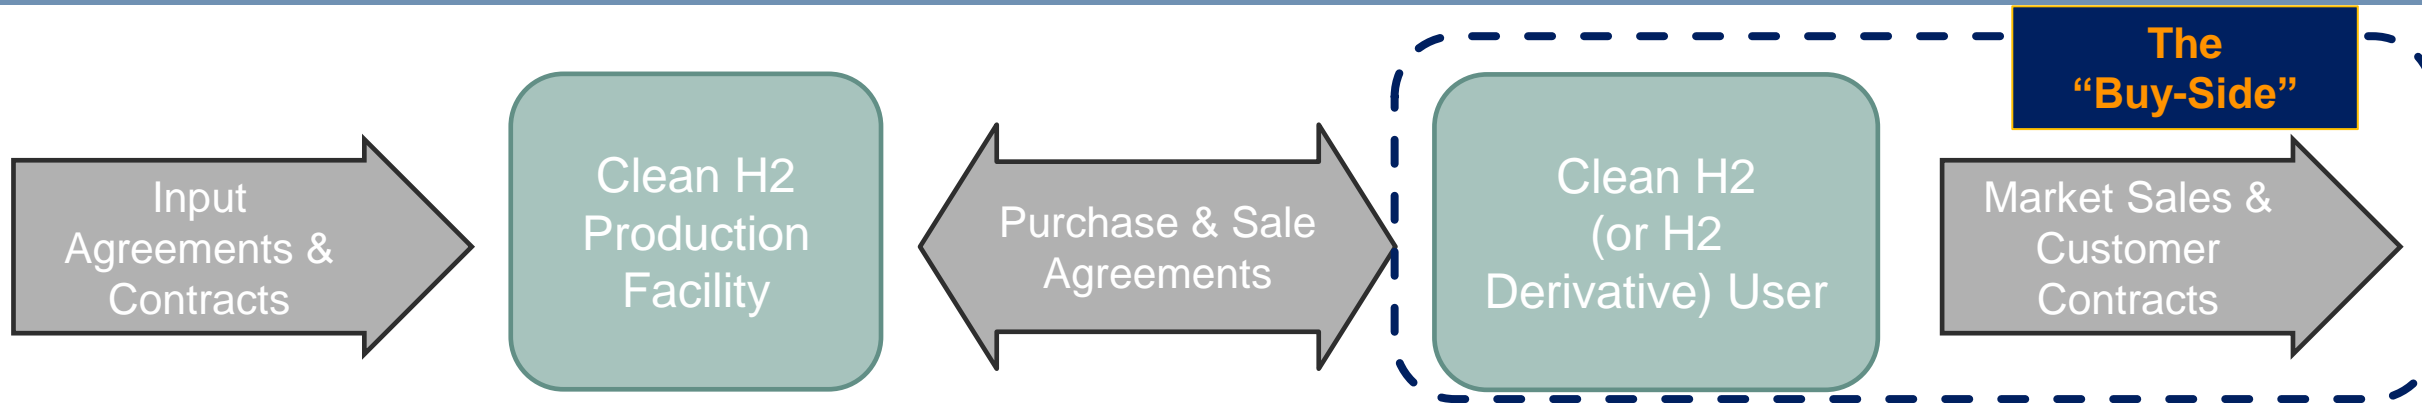 The
“Buy-Side”
Input
Agreements &
Contracts
Clean H2
Production
Facility
Purchase & Sale
Agreements
Clean H2
(or H2
Derivative) User
Market Sales &
Customer
Contracts